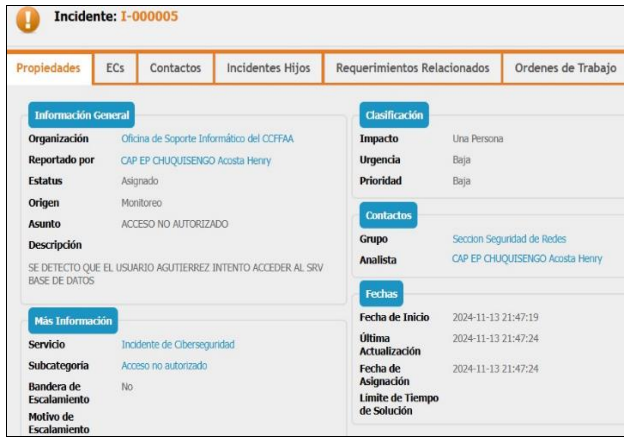 Incidente: I-000005
Propiedades ECs Contactos Incidentes Hijos Requerimientos Relacionados Ordenes de Trabajo
Información General
Organización Oficina de Soporte Informático del CCFFAA
Reportado por CAP EP CHUQUISENGO Acosta Henry
Estatus Asignado
Origen Monitoreo
Asunto ACCESO NO AUTORIZADO
Descripción
SE DETECTO QUE EL USUARIO AGUTIERREZ INTENTO ACCEDER AL SRV
BASE DE DATOS
Más Información
Servicio Incidente de Ciberseguridad
Subcategoría Acceso no autorizado
Bandera de
Escalamiento No
Motivo de
Escalamiento
Clasificación
Impacto Una Persona
Urgencia Baja
Prioridad Baja
Contactos
Grupo Seccion Seguridad de Redes
Analista CAP EP CHUQUISENGO Acosta Henry
Fechas
Fecha de Inicio 2024-11-13 21:47:19
Última
Actualización 2024-11-13 21:47:24
Fecha de
Asignación 2024-11-13 21:47:24
Límite de Tiempo
de Solución